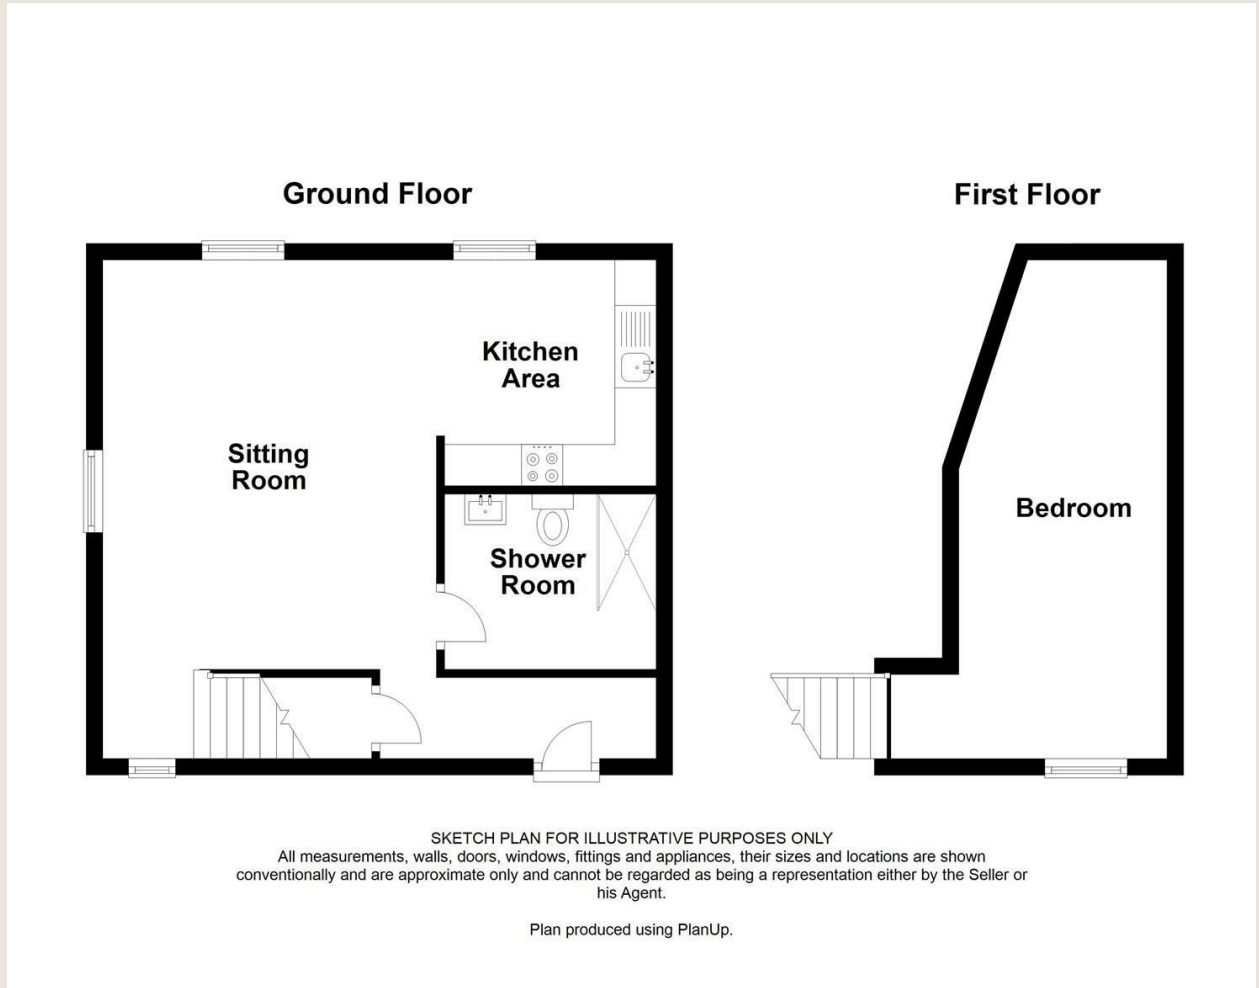 Ground Floor
First Floor
Kitchen
Area
Sitting
Room
Bedroom
Shower
Room
SKETCH PLAN FOR ILLUSTRATIVE PURPOSES ONLY
All measurements, walls, doors, windows, fittings and appliances, their sizes and locations are shown
conventionally and are approximate only and cannot be regarded as being a representation either by the Seller or
his Agent.
Plan produced using PlanUp.